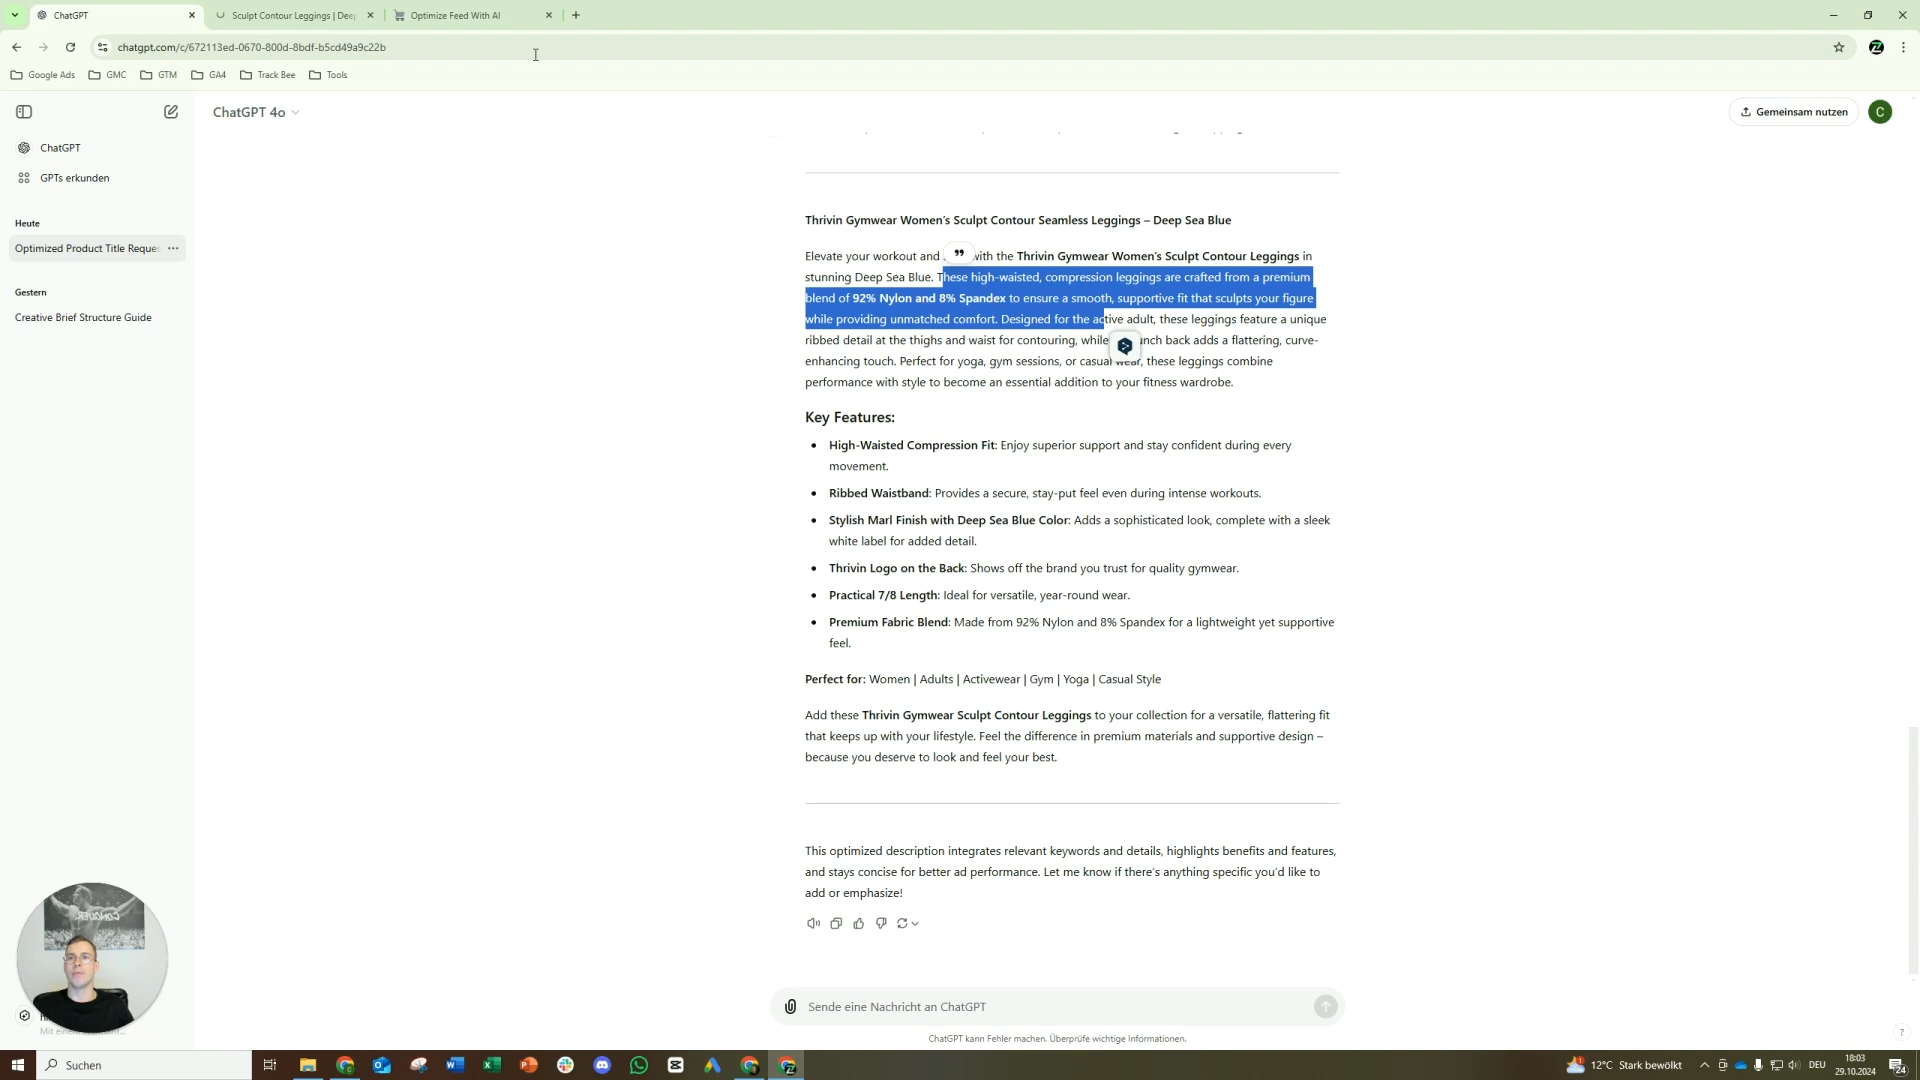 ChatGPT
Sculpt Contour Leggings | Deep
Optimize Feed With AI
chatgpt.com/c/672113ed-0670-800d-8bdf-b5cd49a9c22b
Google Ads
GMC
GTM
GA4
Track Bee
Tools
ChatGPT 4o
Gemeinsam nutzen
C
ChatGPT
GPTs erkunden
Heute
Optimized Product Title Reques
Gestern
Creative Brief Structure Guide
Thrivin Gymwear Women's Sculpt Contour Seamless Leggings – Deep Sea Blue
Elevate your workout and with the Thrivin Gymwear Women's Sculpt Contour Leggings in
stunning Deep Sea Blue. These high-waisted, compression leggings are crafted from a premium
blend of 92% Nylon and 8% Spandex to ensure a smooth, supportive fit that sculpts your figure
while providing unmatched comfort. Designed for the active adult, these leggings feature a unique
ribbed detail at the thighs and waist for contouring, while unch back adds a flattering, curve-
enhancing touch. Perfect for yoga, gym sessions, or casual wear, these leggings combine
performance with style to become an essential addition to your fitness wardrobe.
Key Features:
• High-Waisted Compression Fit: Enjoy superior support and stay confident during every
movement.
• Ribbed Waistband: Provides a secure, stay-put feel even during intense workouts.
• Stylish Marl Finish with Deep Sea Blue Color: Adds a sophisticated look, complete with a sleek
white label for added detail.
• Thrivin Logo on the Back: Shows off the brand you trust for quality gymwear.
• Practical 7/8 Length: Ideal for versatile, year-round wear.
• Premium Fabric Blend: Made from 92% Nylon and 8% Spandex for a lightweight yet supportive
feel.
Perfect for: Women | Adults | Activewear | Gym | Yoga | Casual Style
Add these Thrivin Gymwear Sculpt Contour Leggings to your collection for a versatile, flattering fit
that keeps up with your lifestyle. Feel the difference in premium materials and supportive design –
because you deserve to look and feel your best.
This optimized description integrates relevant keywords and details, highlights benefits and features,
and stays concise for better ad performance. Let me know if there's anything specific you'd like to
add or emphasize!
Sende eine Nachricht an ChatGPT
ChatGPT kann Fehler machen. Überprüfe wichtige Informationen.
?
CONQUER
Suchen
12°C Stark bewölkt
DEU
18:03
29.10.2024
24